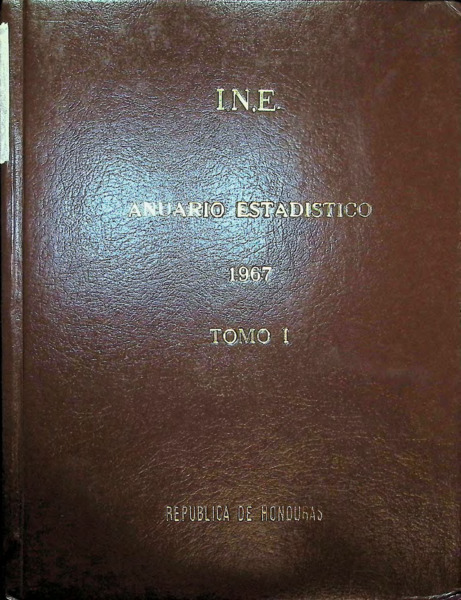 I.N.E.
ANUARIO ESTADISTICO
1967
TOMO I
REPUBLICA DE HONDURAS